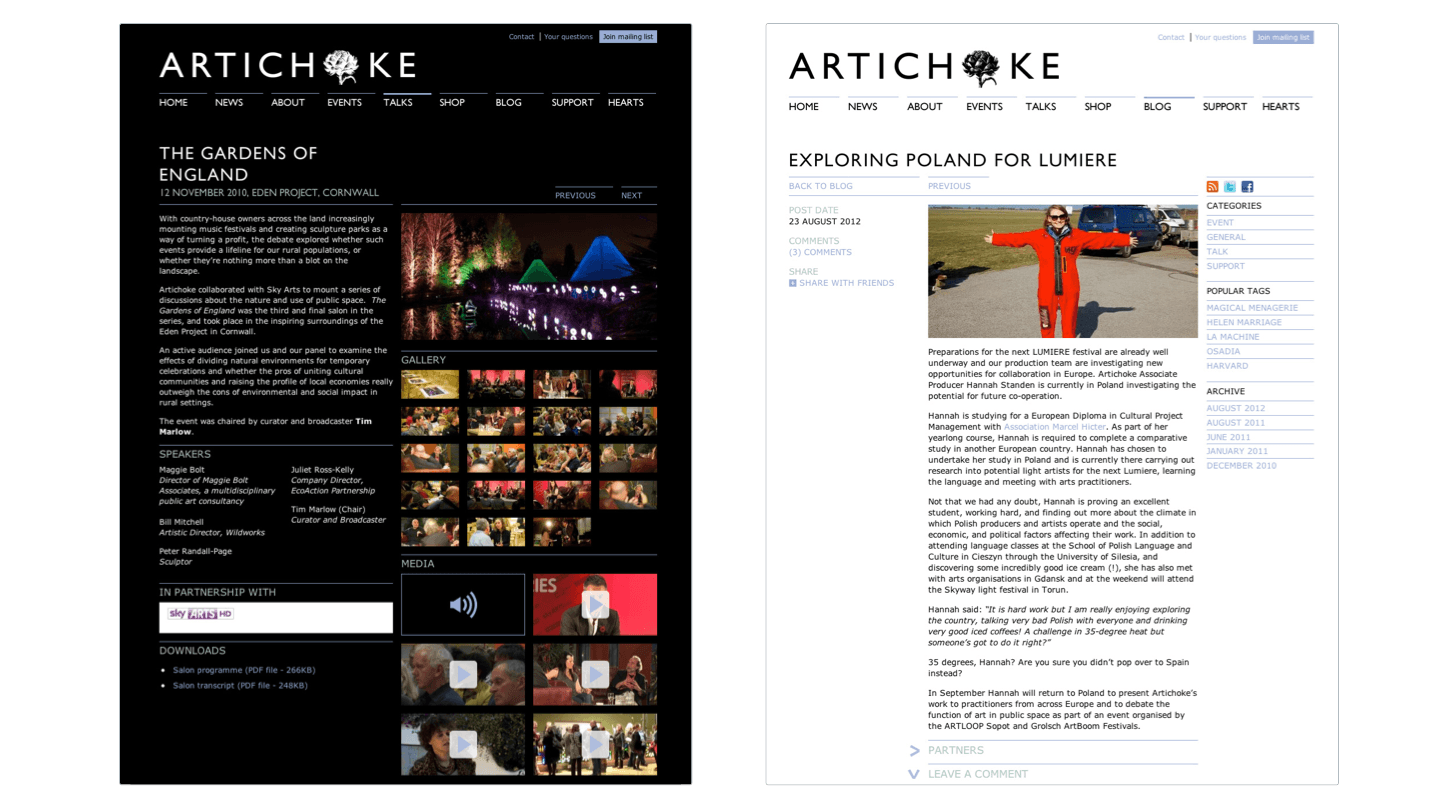 Contact | Your questions Join mailing list
ARTICH KE
HOME NEWS ABOUT EVENTS TALKS SHOP BLOG SUPPORT HEARTS
THE GARDENS OF
ENGLAND
12 NOVEMBER 2010, EDEN PROJECT, CORNWALL
PREVIOUS NEXT
With country-house owners across the land increasingly
mounting music festivals and creating sculpture parks as a
way of turning a profit, the debate explored whether such
events provide a lifeline for our rural populations, or
whether they're nothing more than a blot on the
landscape.
Artichoke collaborated with Sky Arts to mount a series of
discussions about the nature and use of public space. The
Gardens of England was the third and final salon in the
series, and took place in the inspiring surroundings of the
Eden Project in Cornwall.
An active audience joined us and our panel to examine the
effects of dividing natural environments for temporary
celebrations and whether the pros of uniting cultural
communities and raising the profile of local economies really
outweigh the cons of environmental and social impact in
rural settings.
The event was chaired by curator and broadcaster Tim
Marlow.
SPEAKERS
Maggie Bolt
Director of Maggie Bolt
Associates, a multidisciplinary
public art consultancy
Bill Mitchell
Artistic Director, Wildworks
Peter Randall-Page
Sculptor
Juliet Ross-Kelly
Company Director,
EcoAction Partnership
Tim Marlow (Chair)
Curator and Broadcaster
IN PARTNERSHIP WITH
sky ARTS HD
DOWNLOADS
• Salon programme (PDF file - 266KB)
• Salon transcript (PDF file - 248KB)
GALLERY
MEDIA
IES
Contact | Your questions Join mailing list
ARTICH KE
HOME NEWS ABOUT EVENTS TALKS SHOP BLOG SUPPORT HEARTS
EXPLORING POLAND FOR LUMIERE
BACK TO BLOG PREVIOUS
POST DATE
23 AUGUST 2012
COMMENTS
(3) COMMENTS
SHARE
SHARE WITH FRIENDS
Preparations for the next LUMIERE festival are already well
underway and our production team are investigating new
opportunities for collaboration in Europe. Artichoke Associate
Producer Hannah Standen is currently in Poland investigating the
potential for future co-operation.
Hannah is studying for a European Diploma in Cultural Project
Management with Association Marcel Hicter. As part of her
yearlong course, Hannah is required to complete a comparative
study in another European country. Hannah has chosen to
undertake her study in Poland and is currently there carrying out
research into potential light artists for the next Lumiere, learning
the language and meeting with arts practitioners.
Not that we had any doubt, Hannah is proving an excellent
student, working hard, and finding out more about the climate in
which Polish producers and artists operate and the social,
economic, and political factors affecting their work. In addition to
attending language classes at the School of Polish Language and
Culture in Cieszyn through the University of Silesia, and
discovering some incredibly good ice cream (!), she has also met
with arts organisations in Gdansk and at the weekend will attend
the Skyway light festival in Torun.
Hannah said: "It is hard work but I am really enjoying exploring
the country, talking very bad Polish with everyone and drinking
very good iced coffees! A challenge in 35-degree heat but
someone's got to do it right?"
35 degrees, Hannah? Are you sure you didn't pop over to Spain
instead?
In September Hannah will return to Poland to present Artichoke's
work to practitioners from across Europe and to debate the
function of art in public space as part of an event organised by
the ARTLOOP Sopot and Grolsch ArtBoom Festivals.
> PARTNERS
v LEAVE A COMMENT
CATEGORIES
EVENT
GENERAL
TALK
SUPPORT
POPULAR TAGS
MAGICAL MENAGERIE
HELEN MARRIAGE
LA MACHINE
OSADIA
HARVARD
ARCHIVE
AUGUST 2012
AUGUST 2011
JUNE 2011
JANUARY 2011
DECEMBER 2010